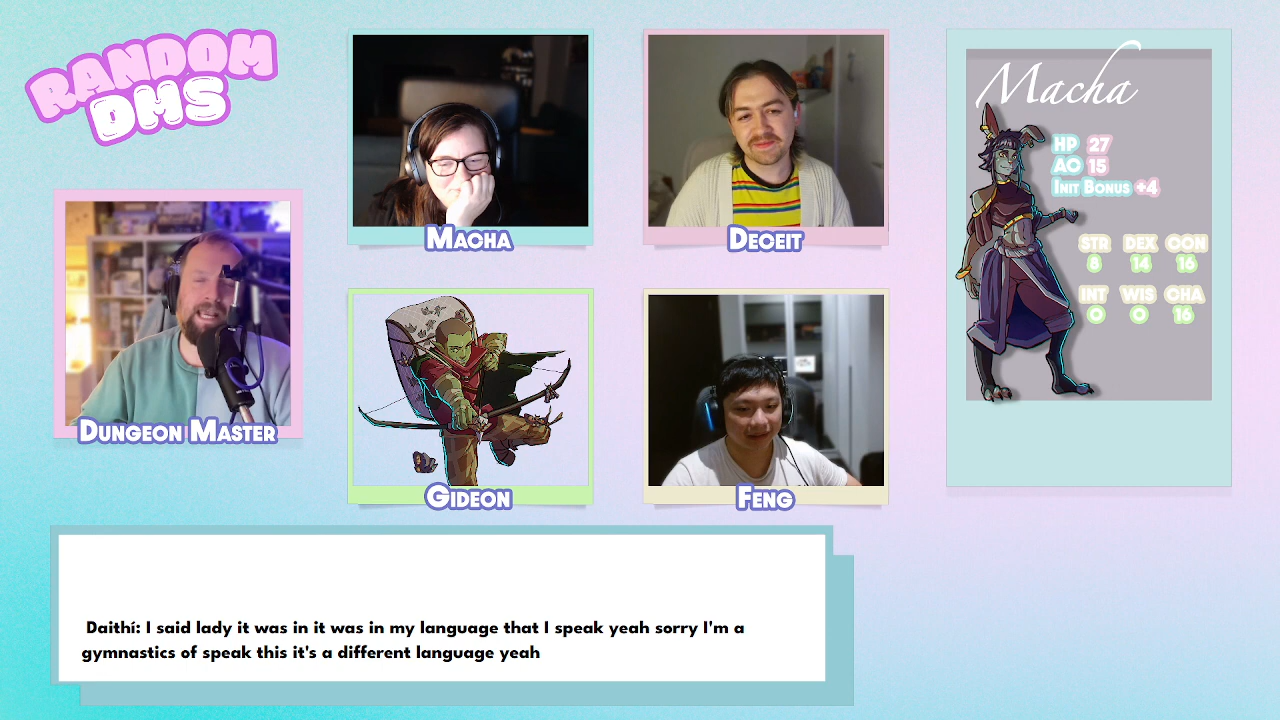 RANDOM
DMS
MACHA
DECEIT
DUNGEON MASTER
GIDEON
FENG
Macha
HP 27
AC 15
INIT BONUS +4
STR DEX CON
8 14 16
INT WIS CHA
0 0 16
Daithí: I said lady it was in it was in my language that I speak yeah sorry I'm a
gymnastics of speak this it's a different language yeah